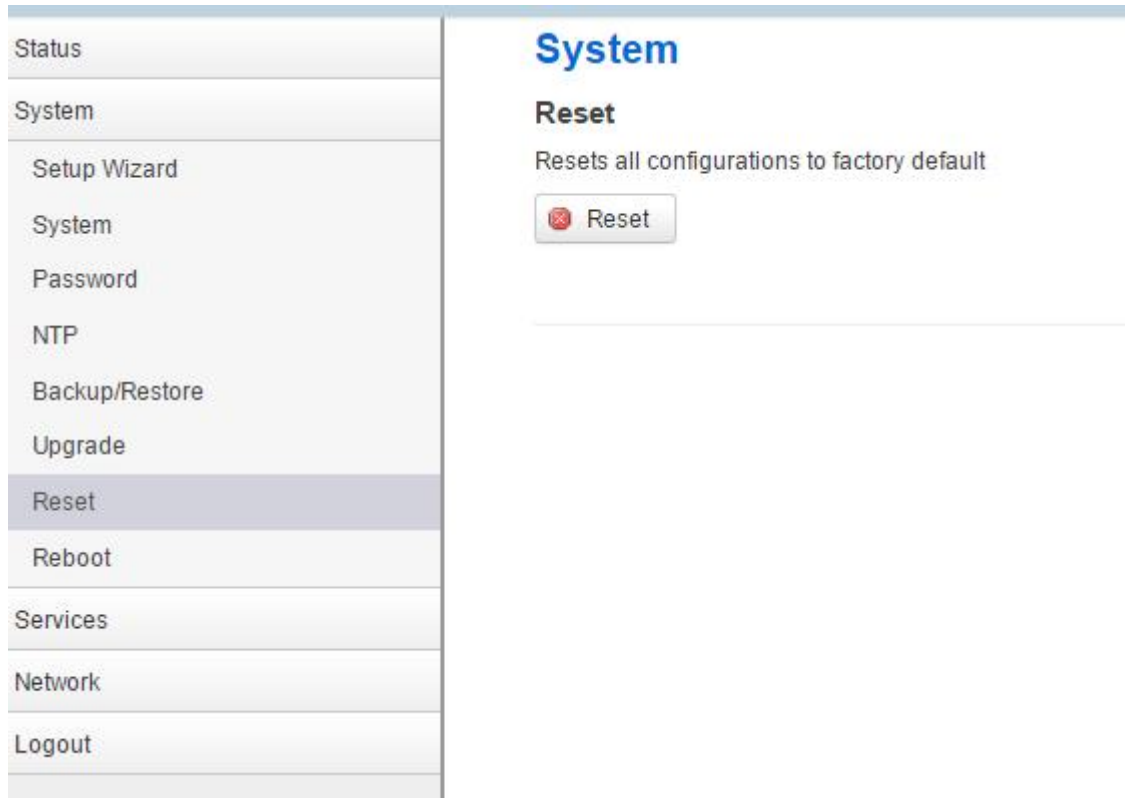 Status
System
Setup Wizard
System
Password
NTP
Backup/Restore
Upgrade
Reset
Reboot
Services
Network
Logout
System
Reset
Resets all configurations to factory default
Reset